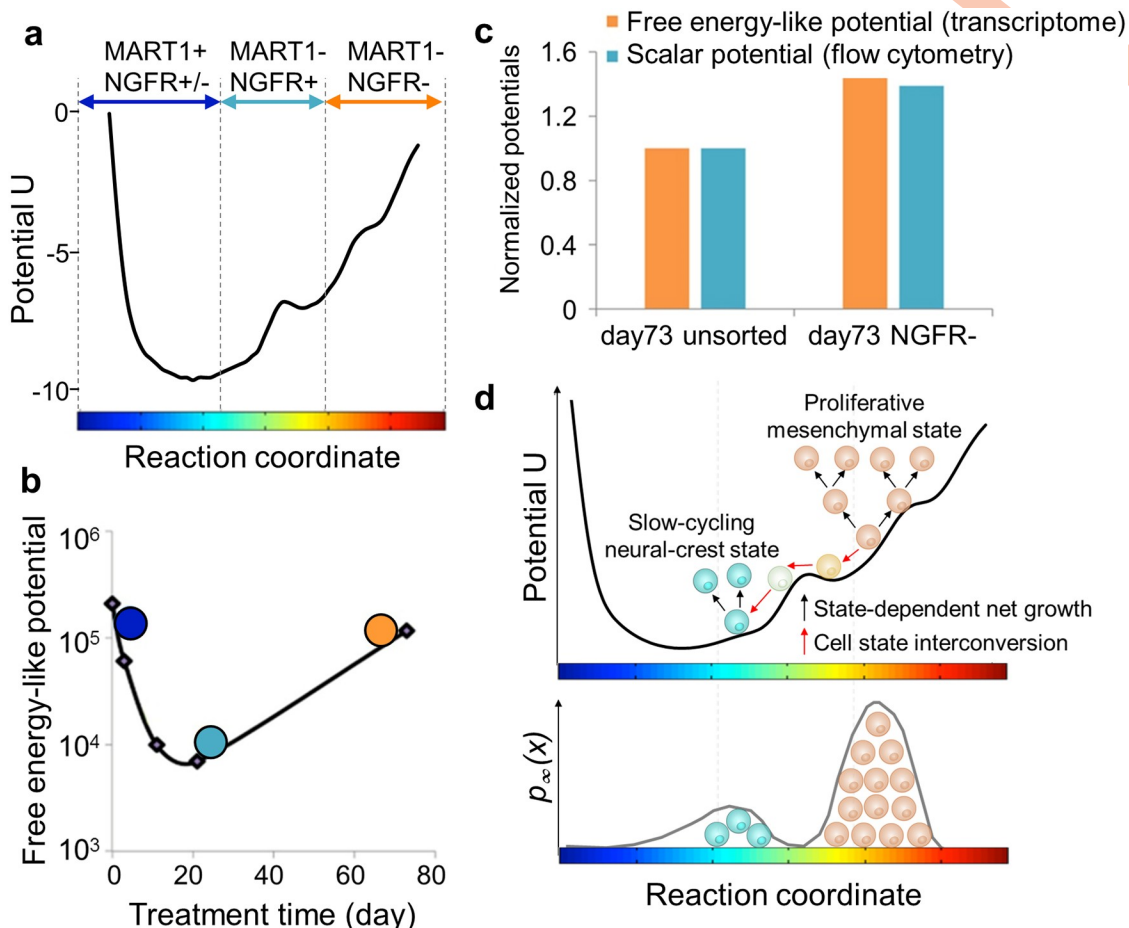 a
MART1+
NGFR+/-
MART1-
NGFR+
MART1-
NGFR-
0
-5
-10
Potential U
Reaction coordinate
b
10⁶
10⁵
10⁴
10³
Free energy-like potential
0
20
40
60
80
Treatment time (day)
c
Free energy-like potential (transcriptome)
Scalar potential (flow cytometry)
1.6
1.2
0.8
0.4
0
Normalized potentials
day73 unsorted
day73 NGFR-
d
Potential U
Proliferative
mesenchymal state
Slow-cycling
neural-crest state
State-dependent net growth
Cell state interconversion
p∞(x)
Reaction coordinate